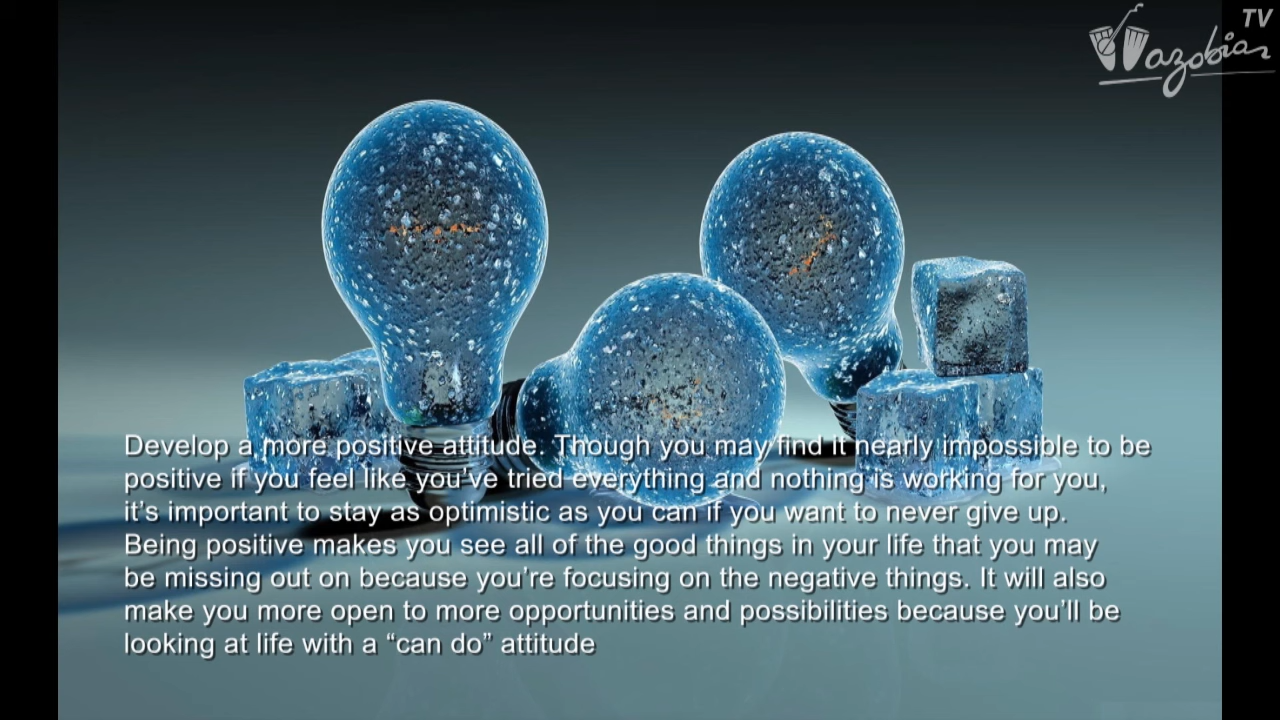 TV
Wazobia
Develop a more positive attitude. Though you may find it nearly impossible to be
positive if you feel like you’ve tried everything and nothing is working for you,
it’s important to stay as optimistic as you can if you want to never give up.
Being positive makes you see all of the good things in your life that you may
be missing out on because you’re focusing on the negative things. It will also
make you more open to more opportunities and possibilities because you’ll be
looking at life with a “can do” attitude